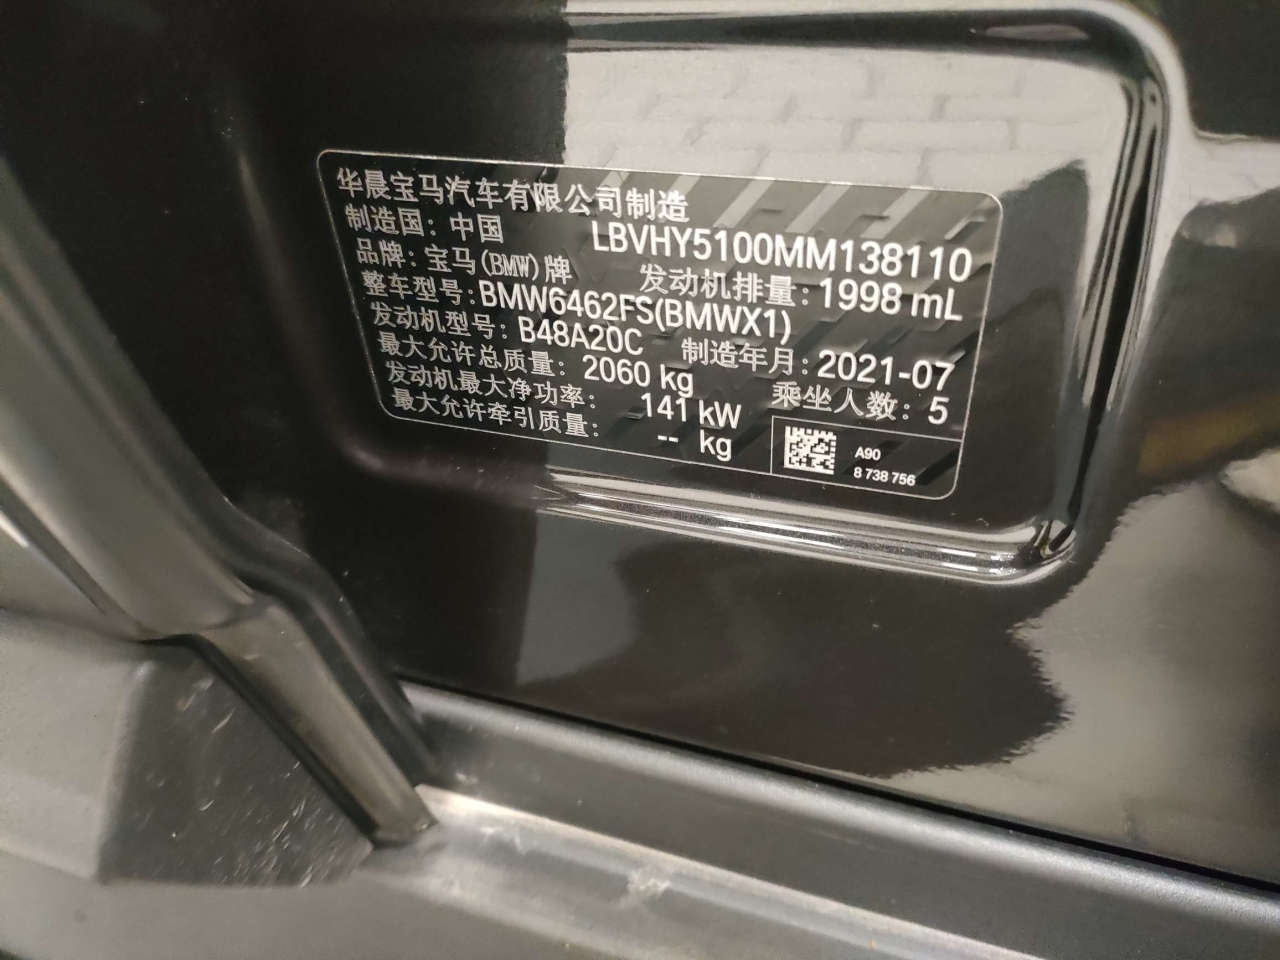 华晨宝马汽车有限公司制造
制造国：中国 LBVHY5100MM138110
品牌：宝马(BMW)牌 发动机排量：1998 mL
整车型号：BMW6462FS(BMWX1)
发动机型号：B48A20C 制造年月：2021-07
最大允许总质量：2060 kg 乘坐人数：5
发动机最大净功率：141 kW
最大允许牵引质量：-- kg
A90
8 738 756